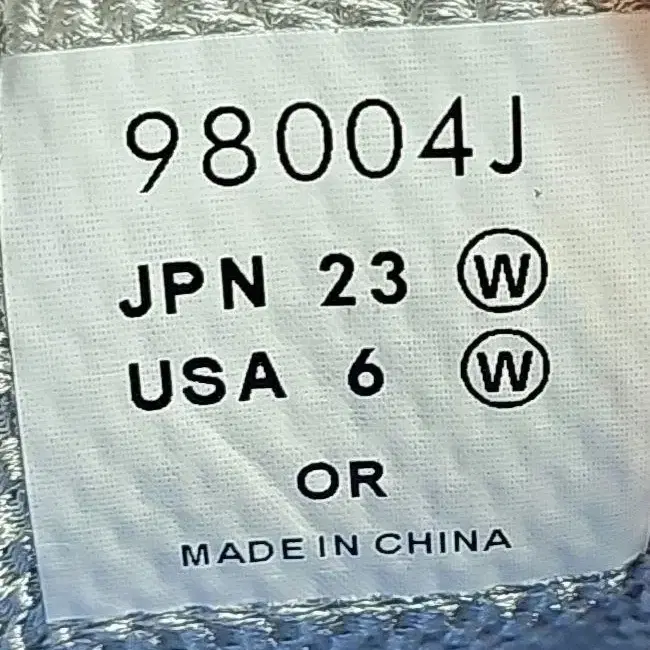 98004J
JPN 23 Ⓦ
USA 6 Ⓦ
OR
MADE IN CHINA